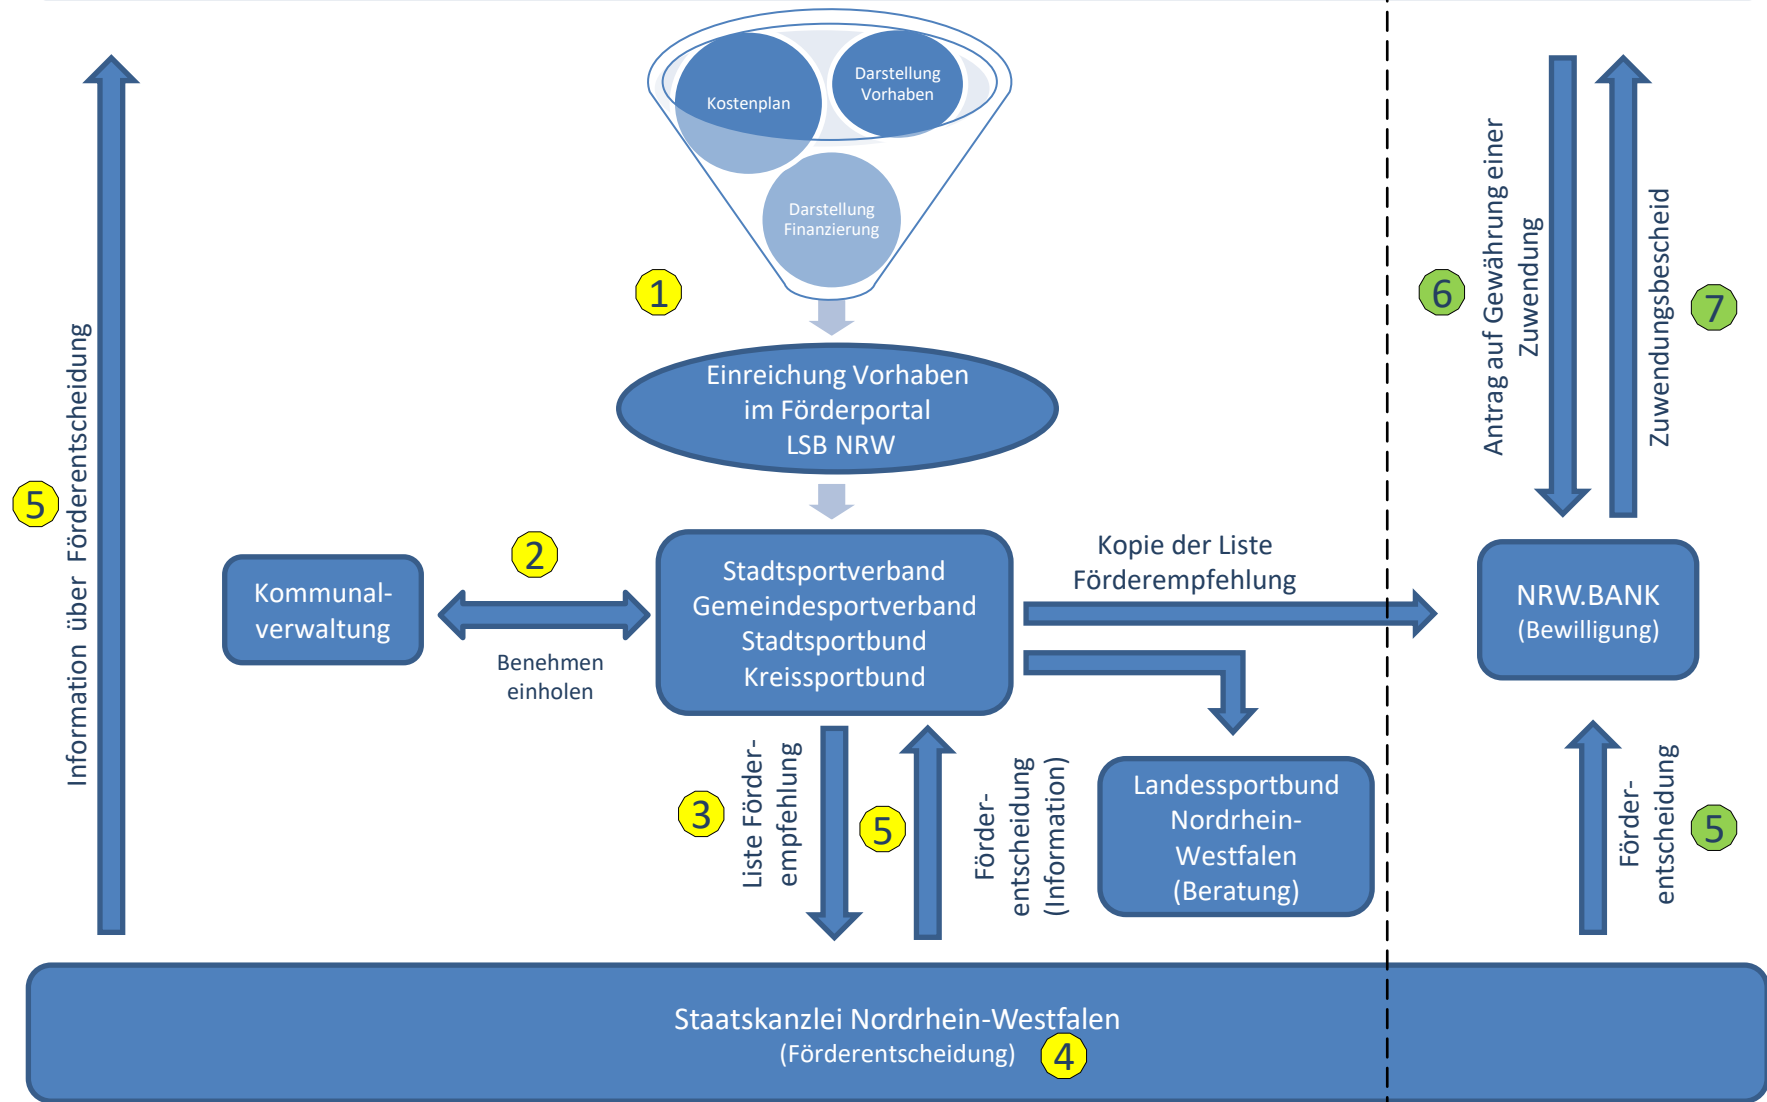 Kostenplan
Darstellung
Vorhaben
Darstellung
Finanzierung
1
Einreichung Vorhaben
im Förderportal
LSB NRW
5
Information über Förderentscheidung
Kommunal-
verwaltung
2
Benehmen
einholen
Stadtsportverband
Gemeindesportverband
Stadtsportbund
Kreissportbund
Kopie der Liste
Förderempfehlung
6
Antrag auf Gewährung einer
Zuwendung
Zuwendungsbescheid
7
NRW.BANK
(Bewilligung)
3
Liste Förder-
empfehlung
5
Förder-
entscheidung
(Information)
Landessportbund
Nordrhein-
Westfalen
(Beratung)
Förder-
entscheidung
5
Staatskanzlei Nordrhein-Westfalen
(Förderentscheidung)
4